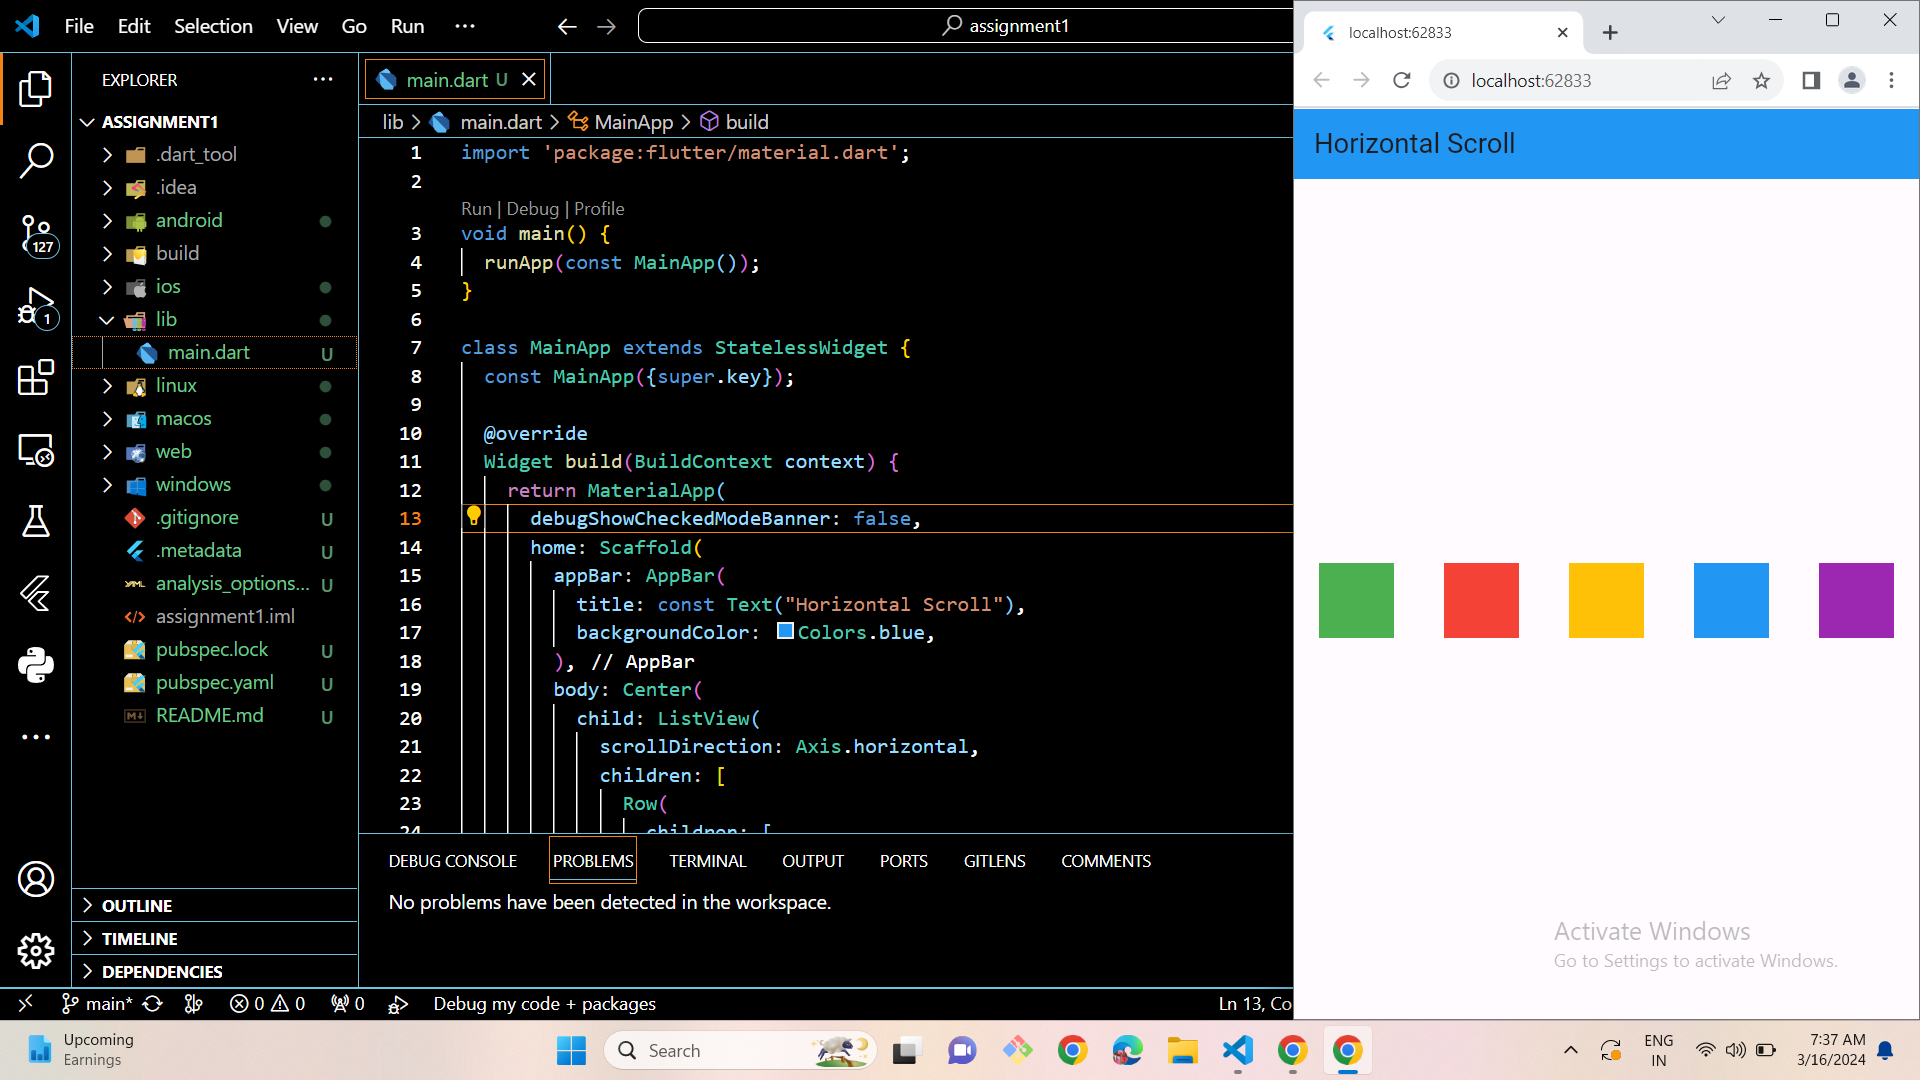 File Edit Selection View Go Run ···
assignment1
EXPLORER
ASSIGNMENT1
.dart_tool
.idea
android
build
ios
lib
main.dart U
linux
macos
web
windows
.gitignore U
.metadata U
analysis_options... U
assignment1.iml
pubspec.lock U
pubspec.yaml U
README.md U
OUTLINE
TIMELINE
DEPENDENCIES
127
1
main.dart U
lib > main.dart > MainApp > build
1 import 'package:flutter/material.dart';
2
Run | Debug | Profile
3 void main() {
4 runApp(const MainApp());
5 }
6
7 class MainApp extends StatelessWidget {
8 const MainApp({super.key});
9
10 @override
11 Widget build(BuildContext context) {
12 return MaterialApp(
13 debugShowCheckedModeBanner: false,
14 home: Scaffold(
15 appBar: AppBar(
16 title: const Text("Horizontal Scroll"),
17 backgroundColor: Colors.blue,
18 ), // AppBar
19 body: Center(
20 child: ListView(
21 scrollDirection: Axis.horizontal,
22 children: [
23 Row(
24 children: [
DEBUG CONSOLE PROBLEMS TERMINAL OUTPUT PORTS GITLENS COMMENTS
No problems have been detected in the workspace.
main* 0 0 0 Debug my code + packages Ln 13, Co
localhost:62833
localhost:62833
Horizontal Scroll
Activate Windows
Go to Settings to activate Windows.
Upcoming
Earnings
Search
ENG
IN
7:37 AM
3/16/2024